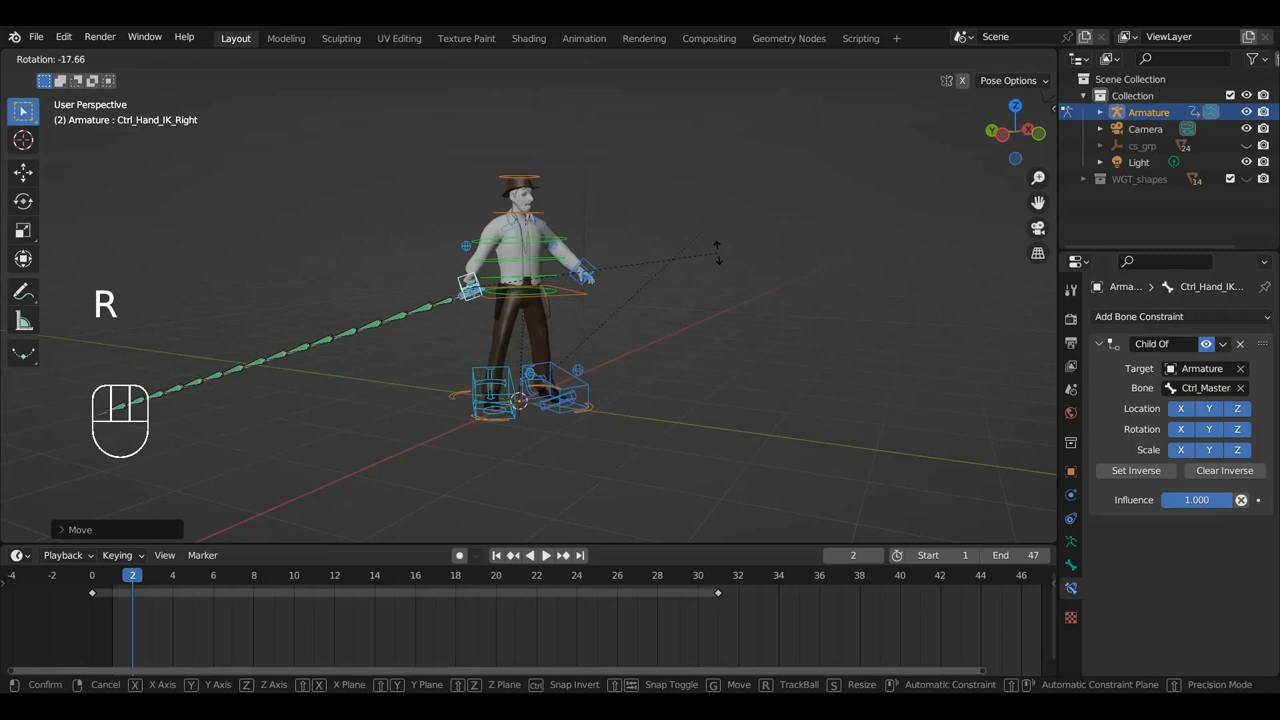 File Edit Render Window Help Layout Modeling Sculpting UV Editing Texture Paint Shading Animation Rendering Compositing Geometry Nodes Scripting + Scene ViewLayer
Rotation: -17.66
X Pose Options
User Perspective
(2) Armature : Ctrl_Hand_IK_Right
Z
Y X
R
Move
Scene Collection
Collection
Armature
Camera
cs_grp 24
Light
WGT_shapes 14
Arma... Ctrl_Hand_IK...
Add Bone Constraint
Child Of
Target Armature
Bone Ctrl_Master
Location X Y Z
Rotation X Y Z
Scale X Y Z
Set Inverse Clear Inverse
Influence 1.000
Playback Keying View Marker 2 Start 1 End 47
-4 0 2 4 6 8 10 12 14 16 18 20 22 24 26 28 30 32 34 36 38 40 42 44 46
Confirm Cancel X X Axis Y Y Axis Z Z Axis X X Plane Y Y Plane Z Z Plane Ctrl Snap Invert Snap Toggle G Move R TrackBall S Resize Automatic Constraint Automatic Constraint Plane Precision Mode